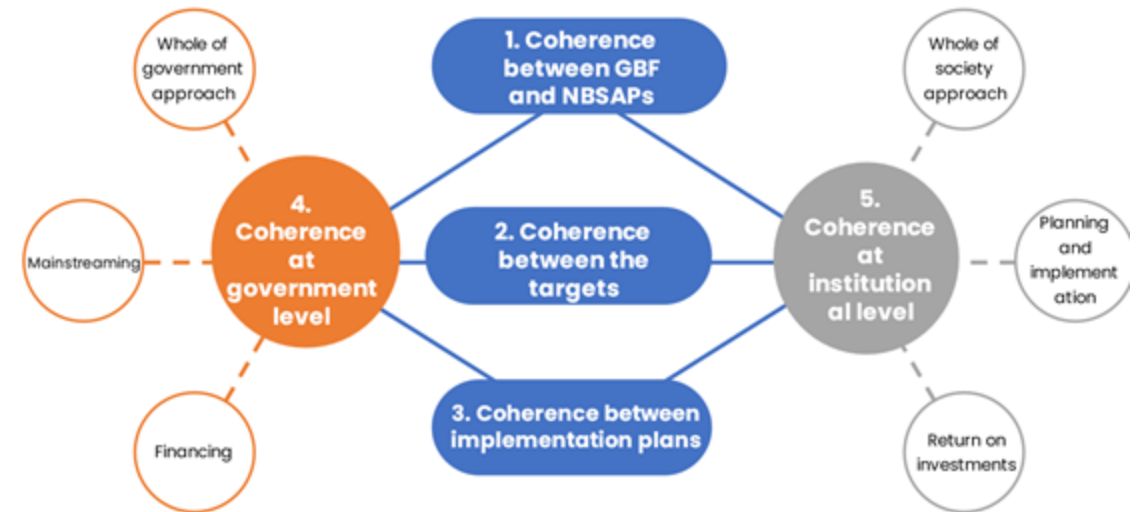 Whole of
government
approach
Mainstreaming
Financing
4.
Coherence
at
government
level
1. Coherence
between GBF
and NBSAPs
2. Coherence
between the
targets
3. Coherence between
implementation plans
5.
Coherence
at
institution
al level
Whole of
society
approach
Planning
and
implement
ation
Return on
investments